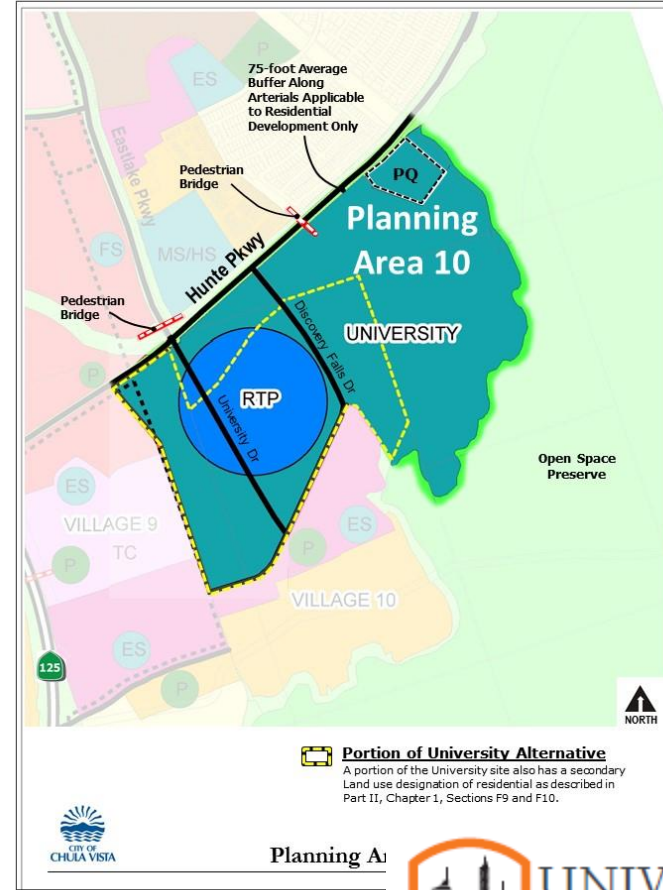 P
ES
75-foot Average
Buffer Along
Arterials Applicable
to Residential
Development Only
Eastlake Pkwy
Pedestrian
Bridge
PQ
Planning
Area 10
FS
MS/HS
Hunte Pkwy
Pedestrian
Bridge
Discovery Falls Dr
UNIVERSITY
P
RTP
University Dr
Open Space
Preserve
ES
VILLAGE 9
TC
ES
P
P
VILLAGE 10
ES
125
P
NORTH
Portion of University Alternative
A portion of the University site also has a secondary
Land use designation of residential as described in
Part II, Chapter 1, Sections F9 and F10.
CITY OF
CHULA VISTA
Planning
UNIV